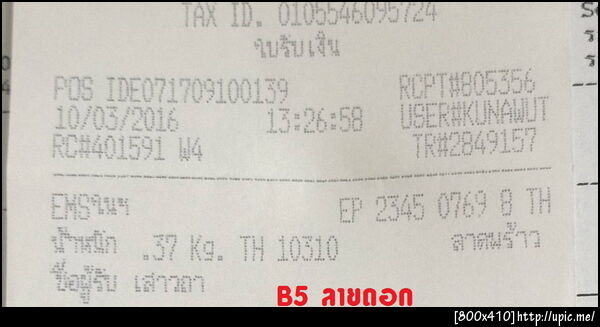 TAX ID. 0105546095724
ใบรับเงิน
POS IDE071709100139 RCPT#805356
10/03/2016 13:26:58 USER#KUNAWUT
RC#401591 W4 TR#2849157
EMSในฯ EP 2345 0769 8 TH
น้ำหนัก .37 Kg. TH 10310 ลาดพร้าว
ชื่อผู้รับ เสาวภา
B5 ลายดอก
[800x410]http://upic.me/